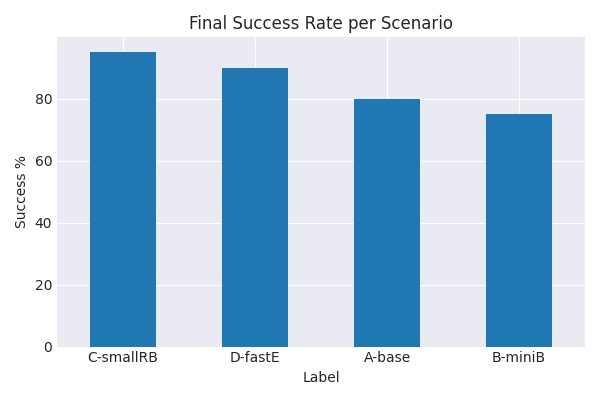 Final Success Rate per Scenario
Success %
80
60
40
20
0
C-smallRB D-fastE A-base B-miniB
Label